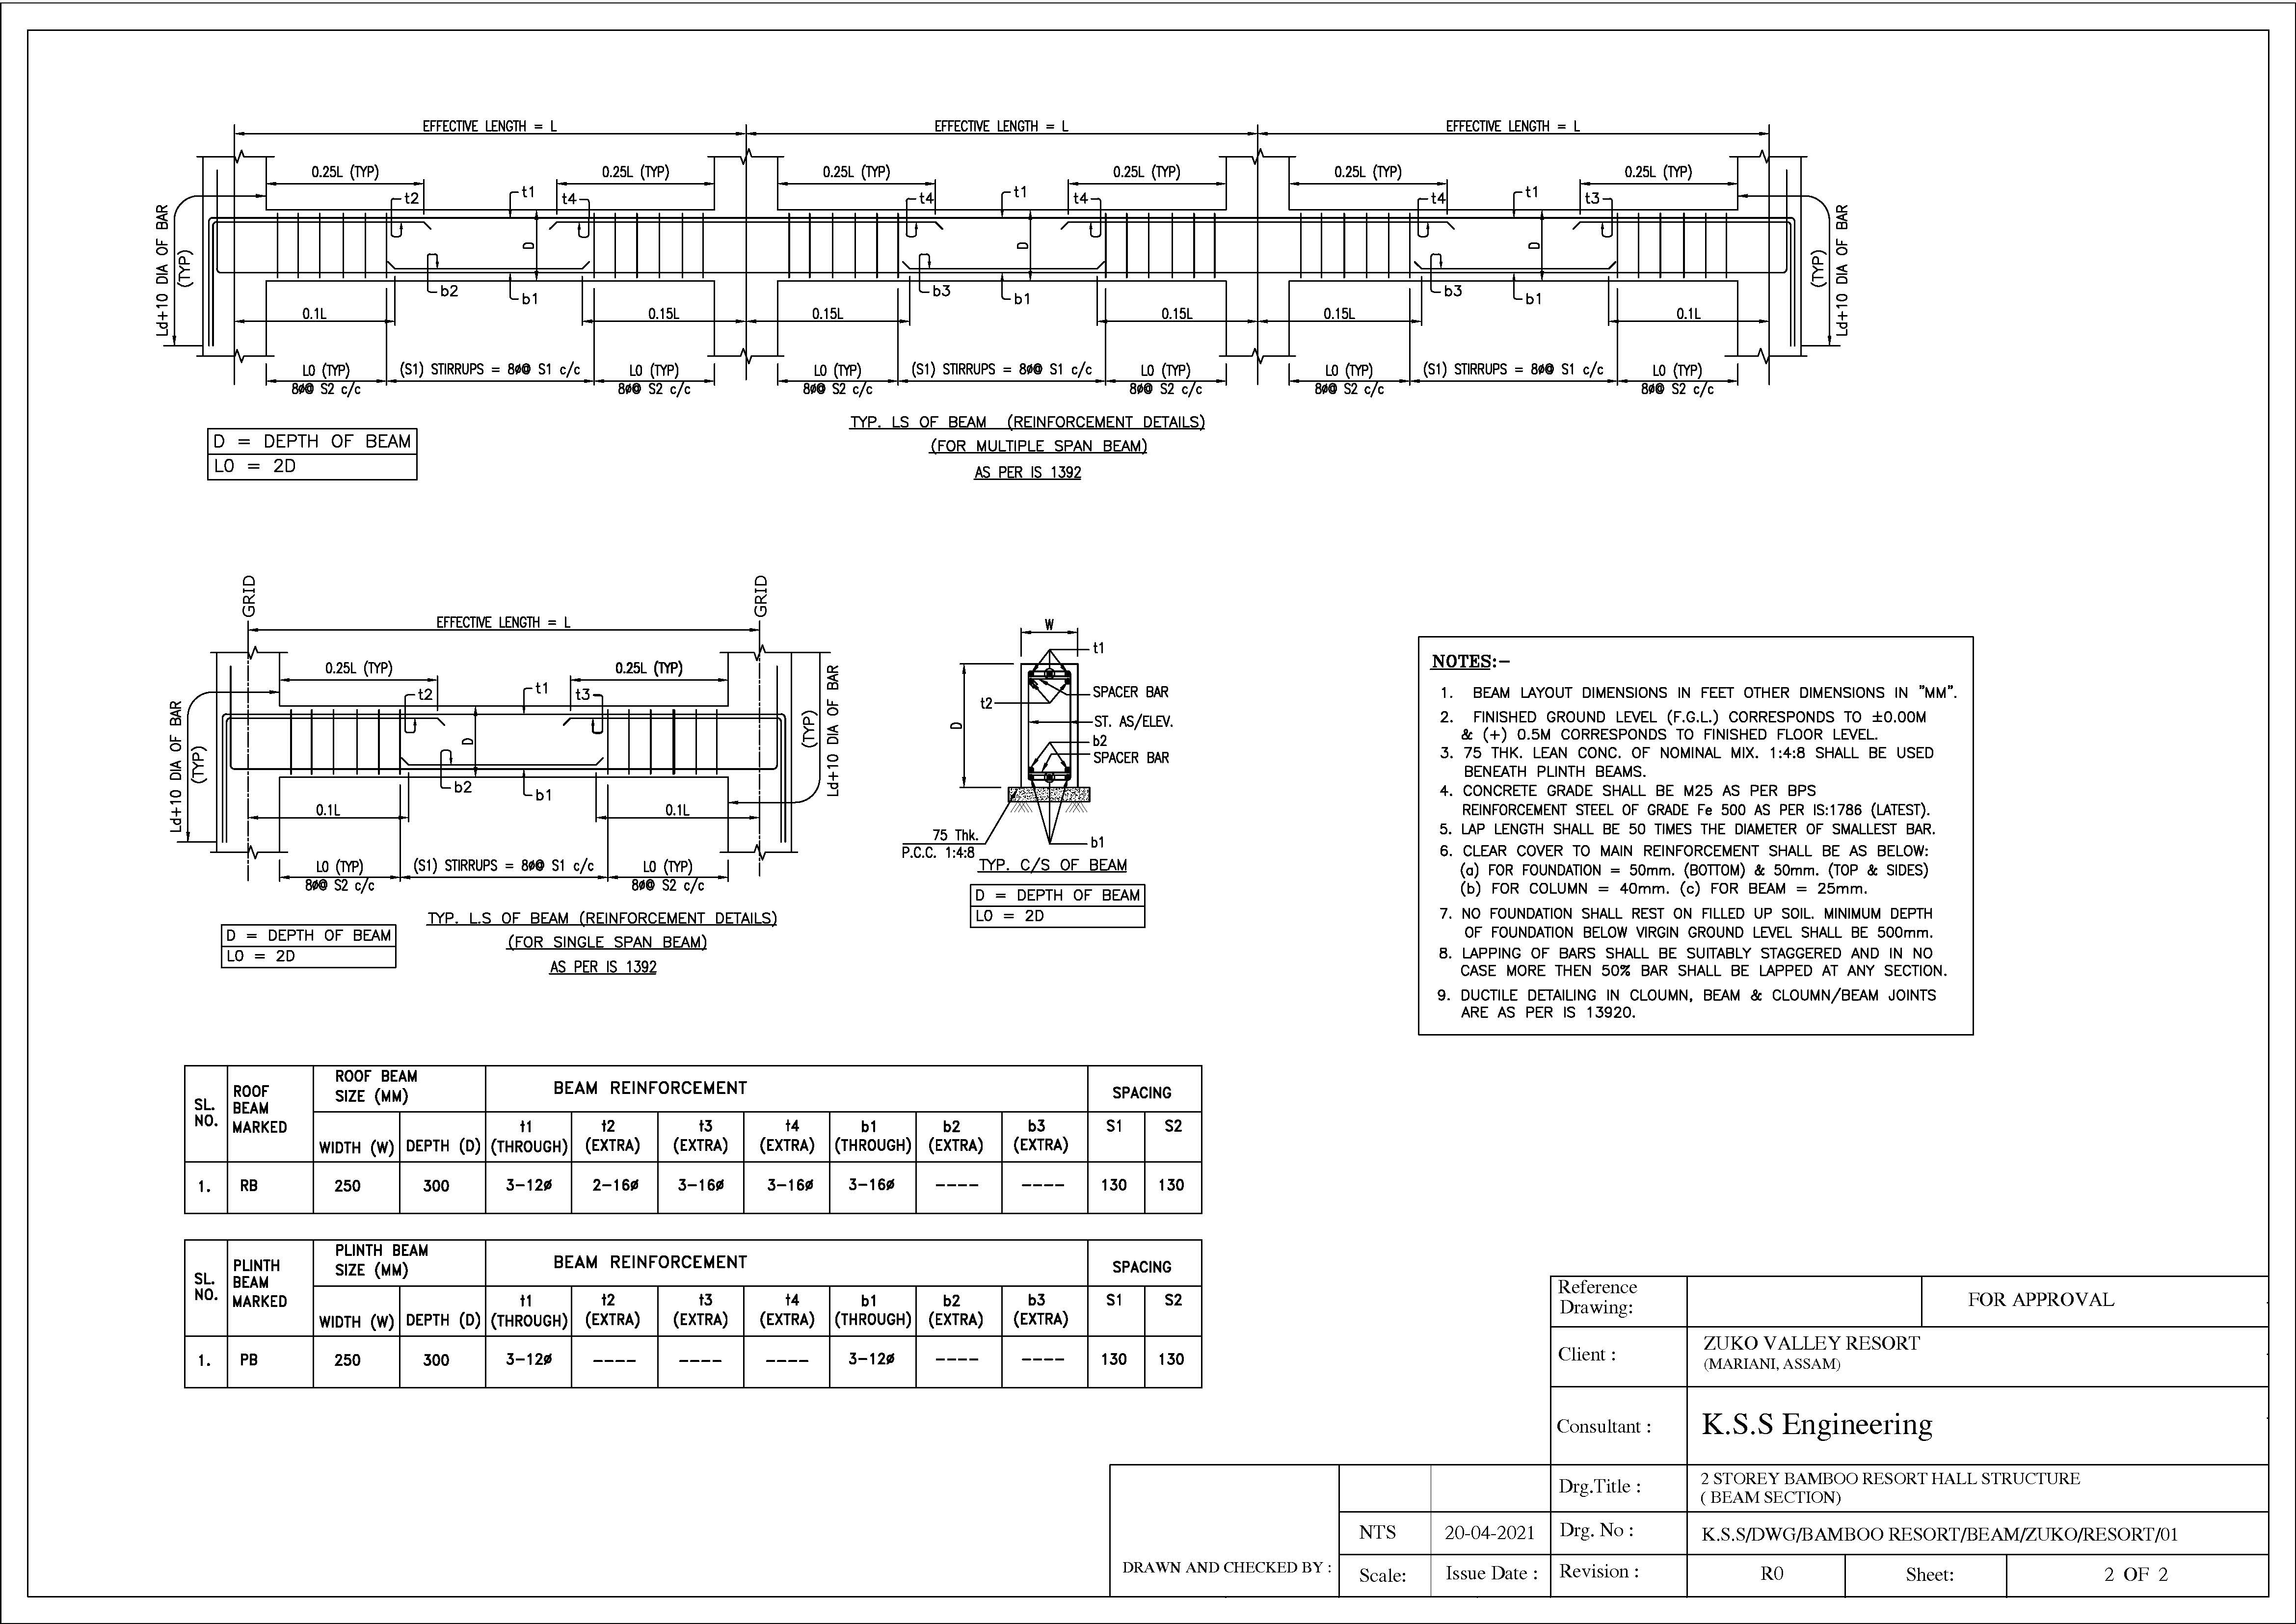 EFFECTIVE LENGTH = L
EFFECTIVE LENGTH = L
EFFECTIVE LENGTH = L
0.25L (TYP)
0.25L (TYP)
0.25L (TYP)
0.25L (TYP)
0.25L (TYP)
0.25L (TYP)
t2
t1
t4
t4
t1
t4
t4
t1
t3
Ld+10 DIA OF BAR
(TYP)
D
D
D
(TYP)
Ld+10 DIA OF BAR
b2
b1
b3
b1
b3
b1
0.1L
0.15L
0.15L
0.15L
0.15L
0.1L
L0 (TYP)
8ø@ S2 c/c
(S1) STIRRUPS = 8ø@ S1 c/c
L0 (TYP)
8ø@ S2 c/c
L0 (TYP)
8ø@ S2 c/c
(S1) STIRRUPS = 8ø@ S1 c/c
L0 (TYP)
8ø@ S2 c/c
L0 (TYP)
8ø@ S2 c/c
(S1) STIRRUPS = 8ø@ S1 c/c
L0 (TYP)
8ø@ S2 c/c
TYP. LS OF BEAM (REINFORCEMENT DETAILS)
(FOR MULTIPLE SPAN BEAM)
AS PER IS 1392
D = DEPTH OF BEAM
L0 = 2D
GRID
GRID
EFFECTIVE LENGTH = L
0.25L (TYP)
0.25L (TYP)
t2
t1
t3
Ld+10 DIA OF BAR
(TYP)
D
(TYP)
Ld+10 DIA OF BAR
b2
b1
0.1L
0.1L
L0 (TYP)
8ø@ S2 c/c
(S1) STIRRUPS = 8ø@ S1 c/c
L0 (TYP)
8ø@ S2 c/c
TYP. L.S OF BEAM (REINFORCEMENT DETAILS)
(FOR SINGLE SPAN BEAM)
AS PER IS 1392
D = DEPTH OF BEAM
L0 = 2D
W
t1
SPACER BAR
t2
ST. AS/ELEV.
D
b2
SPACER BAR
75 Thk.
P.C.C. 1:4:8
b1
TYP. C/S OF BEAM
D = DEPTH OF BEAM
L0 = 2D
NOTES:-
1. BEAM LAYOUT DIMENSIONS IN FEET OTHER DIMENSIONS IN "MM".
2. FINISHED GROUND LEVEL (F.G.L.) CORRESPONDS TO ±0.00M
& (+) 0.5M CORRESPONDS TO FINISHED FLOOR LEVEL.
3. 75 THK. LEAN CONC. OF NOMINAL MIX. 1:4:8 SHALL BE USED
BENEATH PLINTH BEAMS.
4. CONCRETE GRADE SHALL BE M25 AS PER BPS
REINFORCEMENT STEEL OF GRADE Fe 500 AS PER IS:1786 (LATEST).
5. LAP LENGTH SHALL BE 50 TIMES THE DIAMETER OF SMALLEST BAR.
6. CLEAR COVER TO MAIN REINFORCEMENT SHALL BE AS BELOW:
(a) FOR FOUNDATION = 50mm. (BOTTOM) & 50mm. (TOP & SIDES)
(b) FOR COLUMN = 40mm. (c) FOR BEAM = 25mm.
7. NO FOUNDATION SHALL REST ON FILLED UP SOIL. MINIMUM DEPTH
OF FOUNDATION BELOW VIRGIN GROUND LEVEL SHALL BE 500mm.
8. LAPPING OF BARS SHALL BE SUITABLY STAGGERED AND IN NO
CASE MORE THEN 50% BAR SHALL BE LAPPED AT ANY SECTION.
9. DUCTILE DETAILING IN CLOUMN, BEAM & CLOUMN/BEAM JOINTS
ARE AS PER IS 13920.
SL. NO. ROOF BEAM MARKED ROOF BEAM SIZE (MM) BEAM REINFORCEMENT SPACING
WIDTH (W) DEPTH (D) t1 (THROUGH) t2 (EXTRA) t3 (EXTRA) t4 (EXTRA) b1 (THROUGH) b2 (EXTRA) b3 (EXTRA) S1 S2
1. RB 250 300 3-12ø 2-16ø 3-16ø 3-16ø 3-16ø ---- ---- 130 130
SL. NO. PLINTH BEAM MARKED PLINTH BEAM SIZE (MM) BEAM REINFORCEMENT SPACING
WIDTH (W) DEPTH (D) t1 (THROUGH) t2 (EXTRA) t3 (EXTRA) t4 (EXTRA) b1 (THROUGH) b2 (EXTRA) b3 (EXTRA) S1 S2
1. PB 250 300 3-12ø ---- ---- ---- 3-12ø ---- ---- 130 130
Reference Drawing: FOR APPROVAL
Client : ZUKO VALLEY RESORT
(MARIANI, ASSAM)
Consultant : K.S.S Engineering
Drg.Title : 2 STOREY BAMBOO RESORT HALL STRUCTURE
( BEAM SECTION)
NTS 20-04-2021 Drg. No : K.S.S/DWG/BAMBOO RESORT/BEAM/ZUKO/RESORT/01
DRAWN AND CHECKED BY : Scale: Issue Date : Revision : R0 Sheet: 2 OF 2